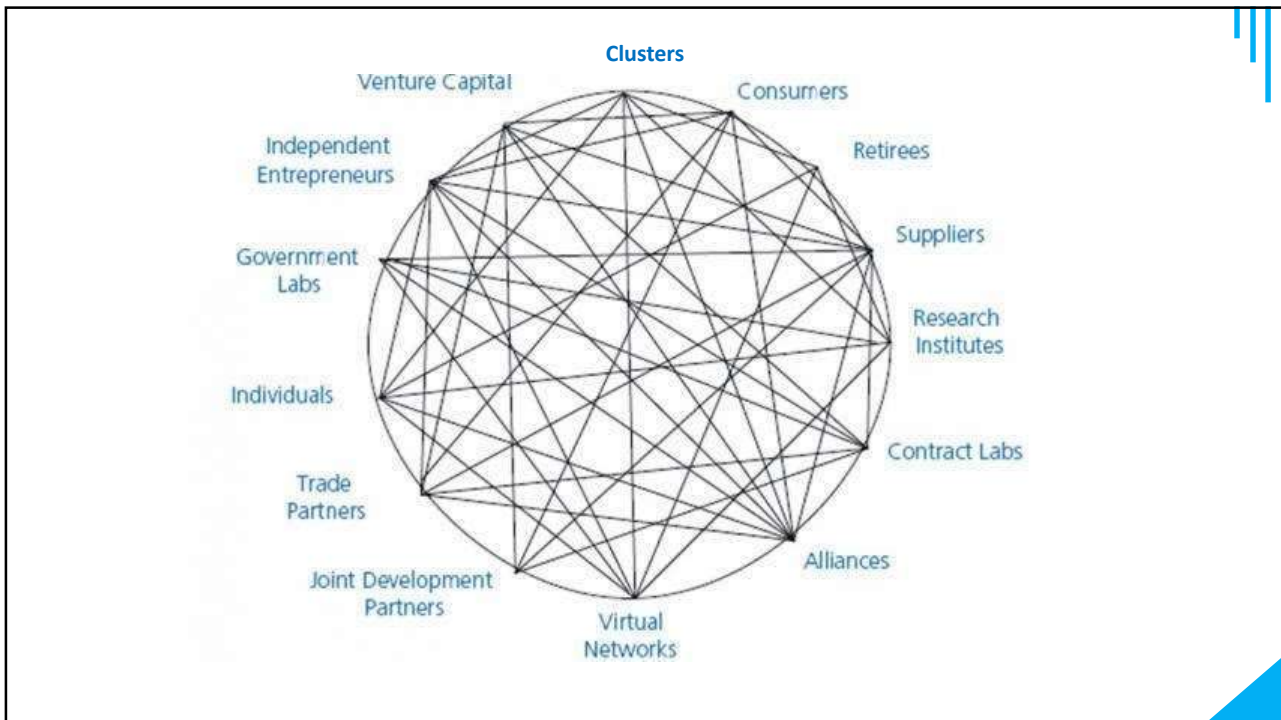 Clusters
Venture Capital
Consumers
Independent
Entrepreneurs
Retirees
Suppliers
Government
Labs
Research
Institutes
Individuals
Contract Labs
Trade
Partners
Alliances
Joint Development
Partners
Virtual
Networks